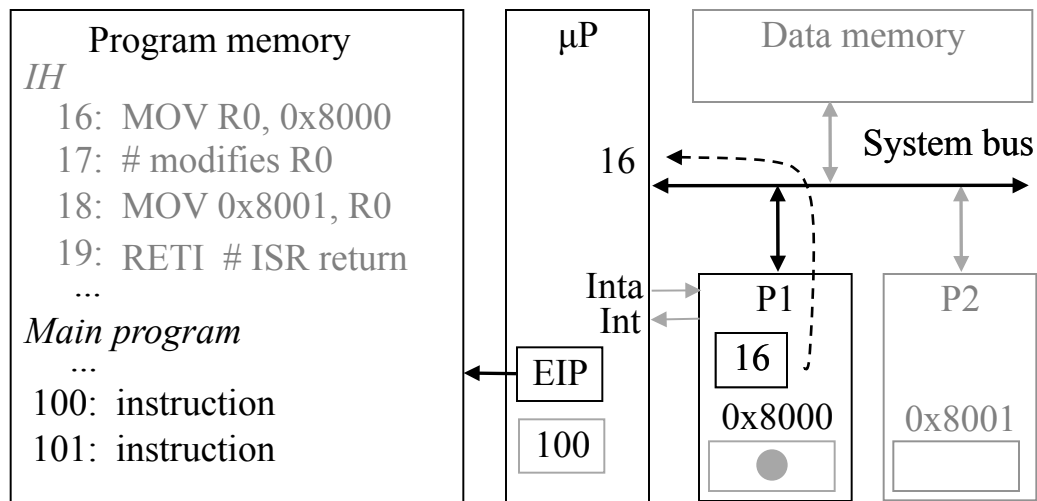 Program memory
IH
16: MOV R0, 0x8000
17: # modifies R0
18: MOV 0x8001, R0
19: RETI # ISR return
...
Main program
...
100: instruction
101: instruction
μP
16
Inta
Int
EIP
100
Data memory
System bus
P1
16
0x8000
P2
0x8001